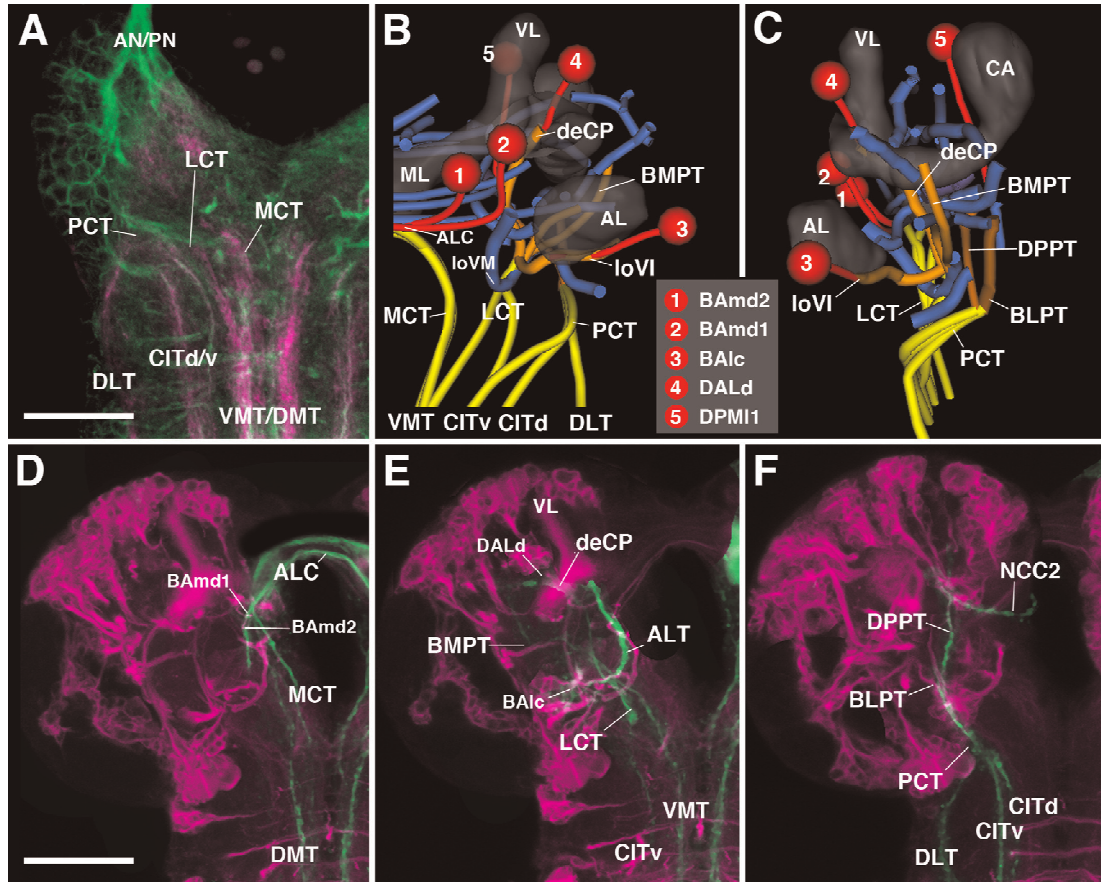 A
AN/PN
LCT
PCT
MCT
CITd/v
DLT
VMT/DMT
B
VL
5
4
deCP
2
ML
1
BMPT
AL
3
ALC
loVM
loVI
MCT
LCT
PCT
VMT
CITv
CITd
DLT
1 BAmd2
2 BAmd1
3 BAlc
4 DALd
5 DPMl1
C
VL
5
CA
4
deCP
2
1
BMPT
AL
DPPT
3
loVI
LCT
BLPT
PCT
D
ALC
BAmd1
BAmd2
MCT
DMT
E
VL
DALd
deCP
BMPT
ALT
BAlc
LCT
VMT
CITv
F
NCC2
DPPT
BLPT
PCT
CITd
CITv
DLT